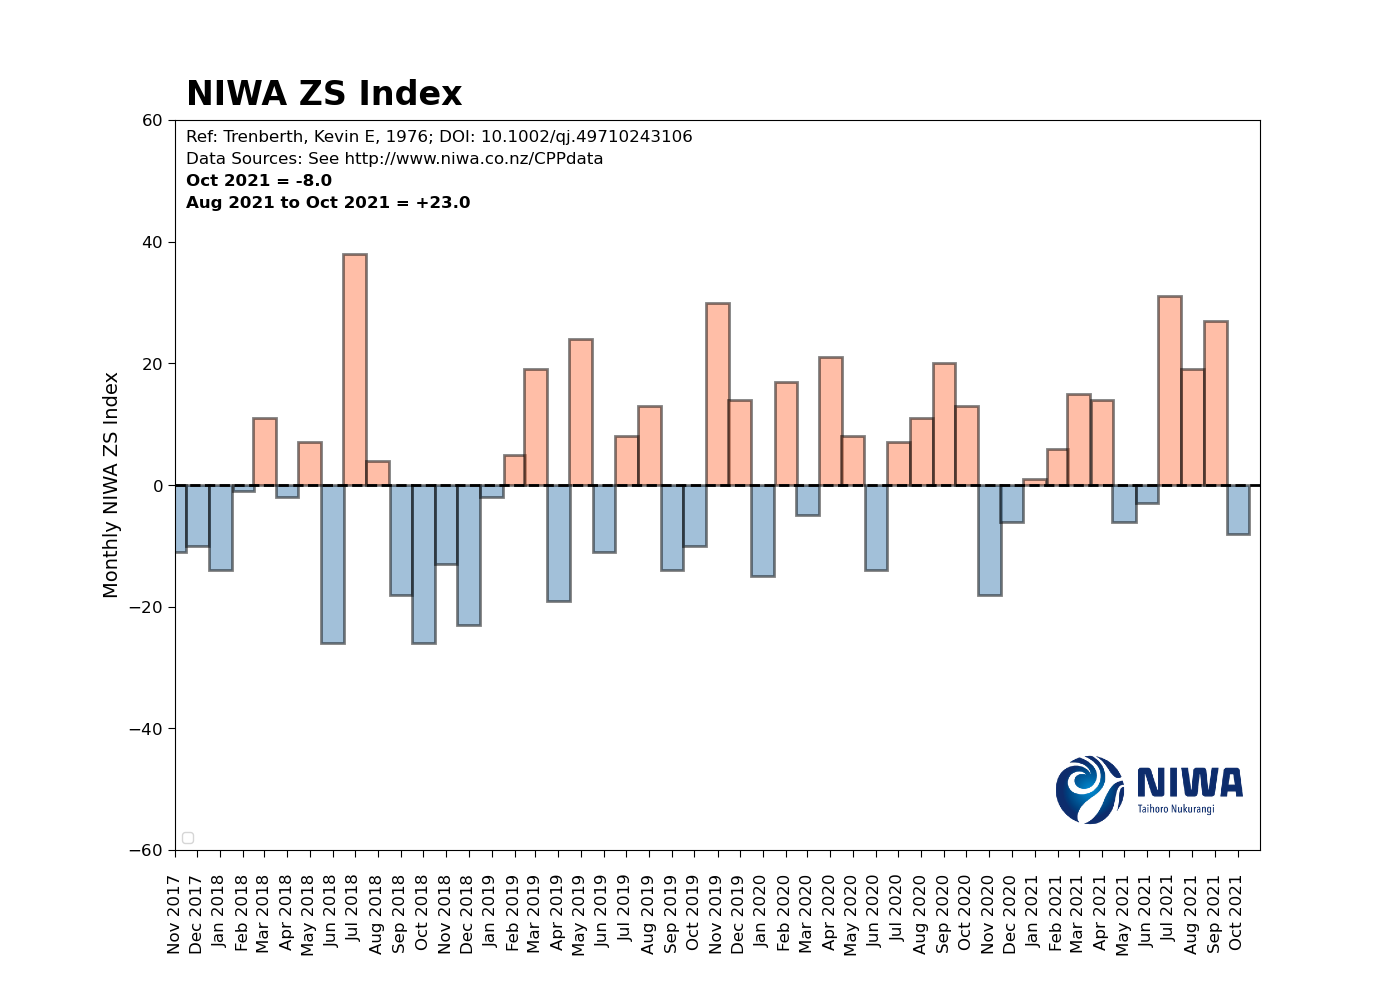 NIWA ZS Index
Ref: Trenberth, Kevin E, 1976; DOI: 10.1002/qj.49710243106
Data Sources: See http://www.niwa.co.nz/CPPdata
Oct 2021 = -8.0
Aug 2021 to Oct 2021 = +23.0
Monthly NIWA ZS Index
60
40
20
0
−20
−40
−60
NIWA
Taihoro Nukurangi
Nov 2017
Dec 2017
Jan 2018
Feb 2018
Mar 2018
Apr 2018
May 2018
Jun 2018
Jul 2018
Aug 2018
Sep 2018
Oct 2018
Nov 2018
Dec 2018
Jan 2019
Feb 2019
Mar 2019
Apr 2019
May 2019
Jun 2019
Jul 2019
Aug 2019
Sep 2019
Oct 2019
Nov 2019
Dec 2019
Jan 2020
Feb 2020
Mar 2020
Apr 2020
May 2020
Jun 2020
Jul 2020
Aug 2020
Sep 2020
Oct 2020
Nov 2020
Dec 2020
Jan 2021
Feb 2021
Mar 2021
Apr 2021
May 2021
Jun 2021
Jul 2021
Aug 2021
Sep 2021
Oct 2021